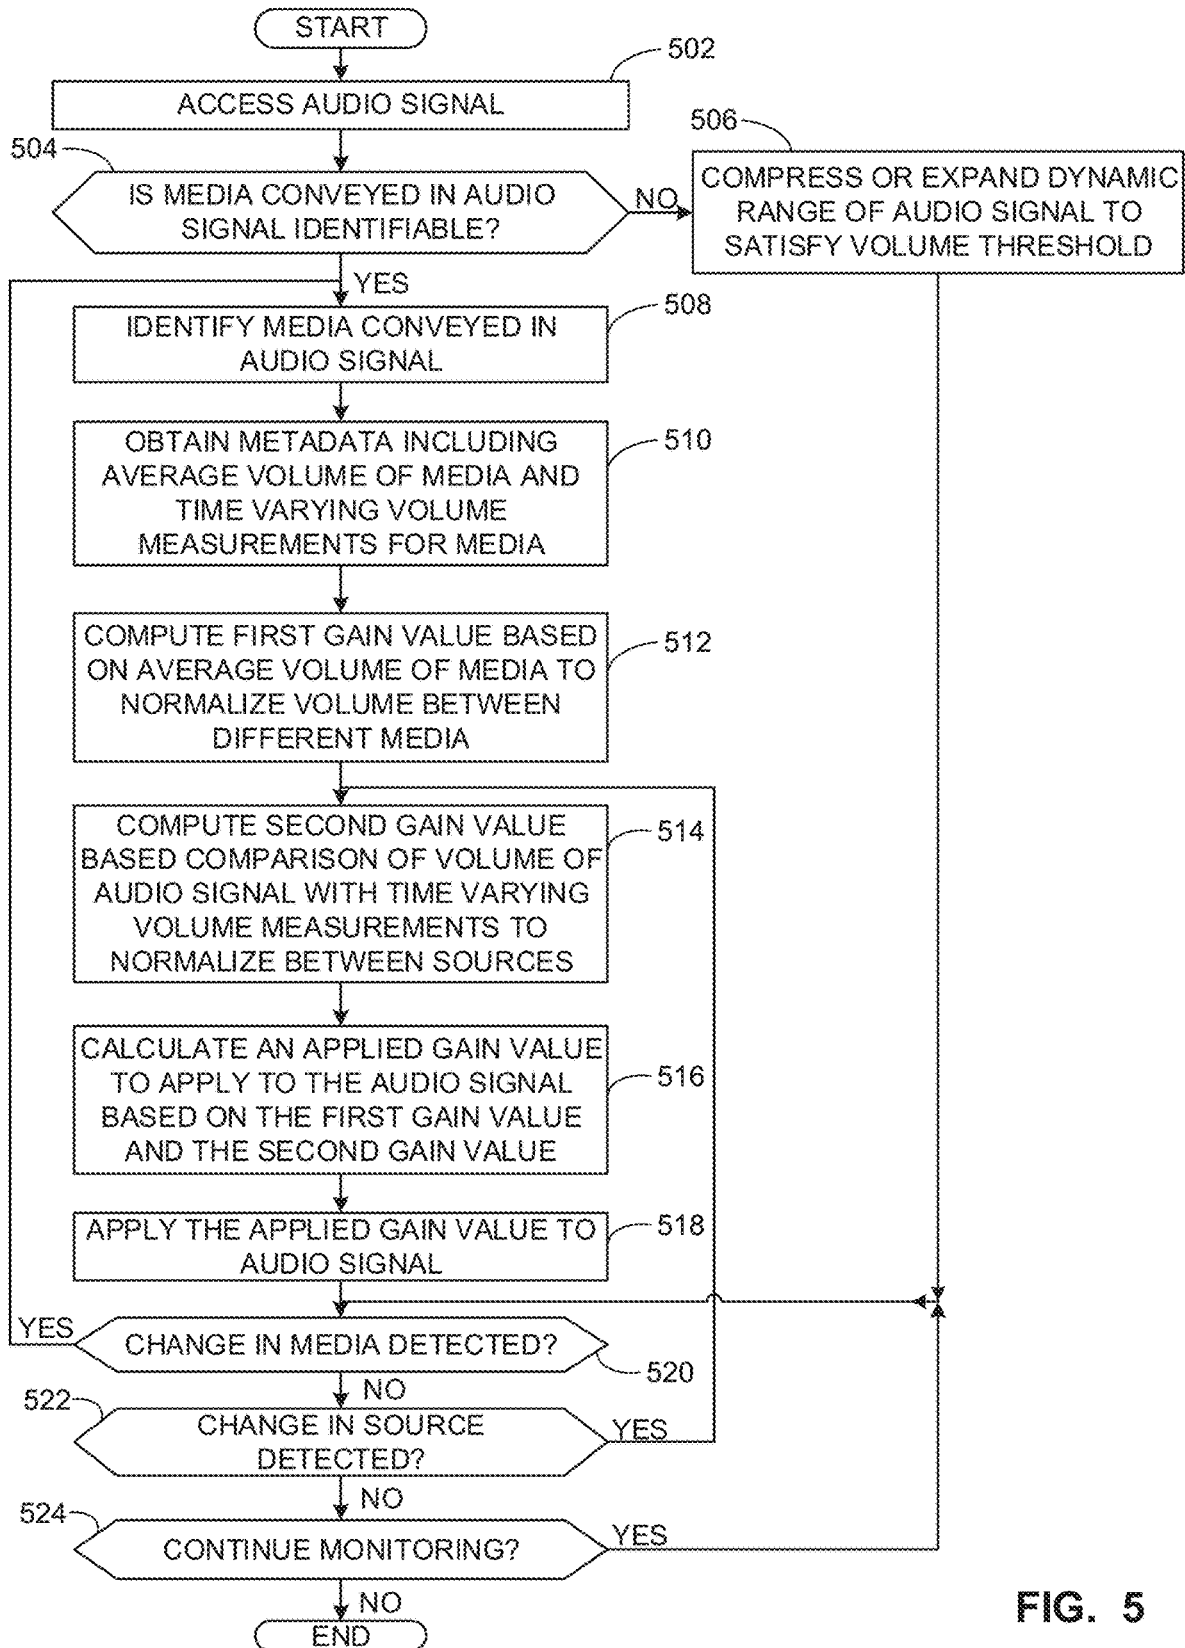 START
502
ACCESS AUDIO SIGNAL
504
IS MEDIA CONVEYED IN AUDIO
SIGNAL IDENTIFIABLE?
NO
506
COMPRESS OR EXPAND DYNAMIC
RANGE OF AUDIO SIGNAL TO
SATISFY VOLUME THRESHOLD
YES
508
IDENTIFY MEDIA CONVEYED IN
AUDIO SIGNAL
510
OBTAIN METADATA INCLUDING
AVERAGE VOLUME OF MEDIA AND
TIME VARYING VOLUME
MEASUREMENTS FOR MEDIA
512
COMPUTE FIRST GAIN VALUE BASED
ON AVERAGE VOLUME OF MEDIA TO
NORMALIZE VOLUME BETWEEN
DIFFERENT MEDIA
514
COMPUTE SECOND GAIN VALUE
BASED COMPARISON OF VOLUME OF
AUDIO SIGNAL WITH TIME VARYING
VOLUME MEASUREMENTS TO
NORMALIZE BETWEEN SOURCES
516
CALCULATE AN APPLIED GAIN VALUE
TO APPLY TO THE AUDIO SIGNAL
BASED ON THE FIRST GAIN VALUE
AND THE SECOND GAIN VALUE
518
APPLY THE APPLIED GAIN VALUE TO
AUDIO SIGNAL
YES
CHANGE IN MEDIA DETECTED?
520
NO
522
CHANGE IN SOURCE
DETECTED?
YES
NO
524
CONTINUE MONITORING?
YES
NO
END
FIG. 5